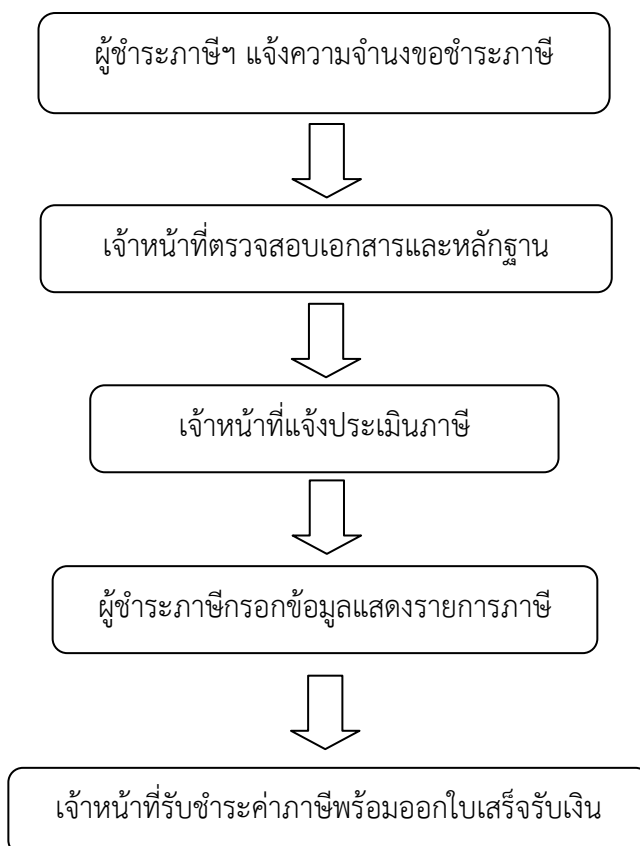 ผู้ชำระภาษีฯ แจ้งความจำนงขอชำระภาษี
เจ้าหน้าที่ตรวจสอบเอกสารและหลักฐาน
เจ้าหน้าที่แจ้งประเมินภาษี
ผู้ชำระภาษีกรอกข้อมูลแสดงรายการภาษี
เจ้าหน้าที่รับชำระค่าภาษีพร้อมออกใบเสร็จรับเงิน